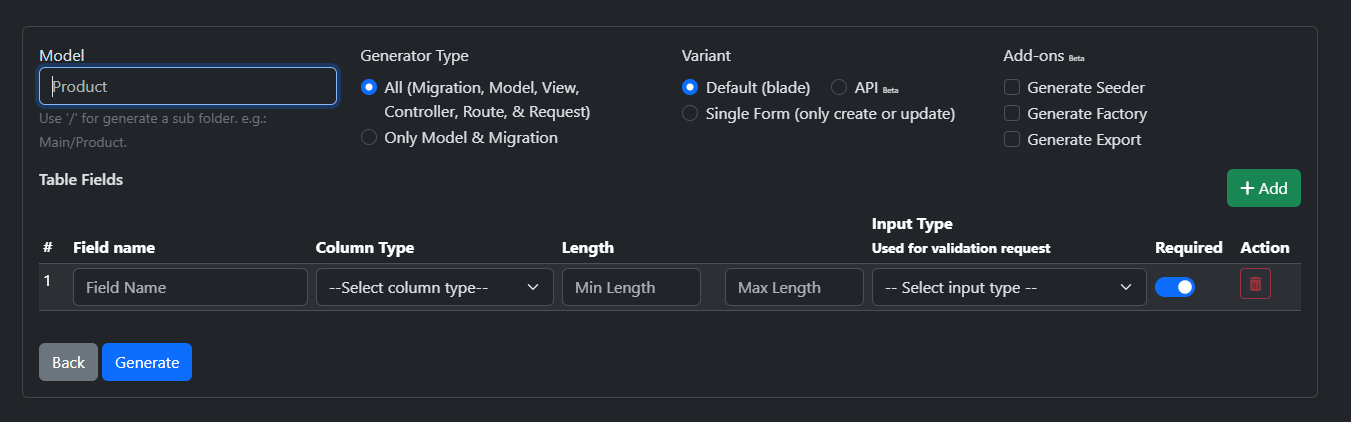 Model
Product
Use '/' for generate a sub folder. e.g.:
Main/Product.
Generator Type
All (Migration, Model, View,
Controller, Route, & Request)
Only Model & Migration
Variant
Default (blade)
API Beta
Single Form (only create or update)
Add-ons Beta
Generate Seeder
Generate Factory
Generate Export
Table Fields
+ Add
# Field name Column Type Length Input Type Required Action
Used for validation request
1 Field Name --Select column type-- Min Length Max Length -- Select input type --
Back Generate